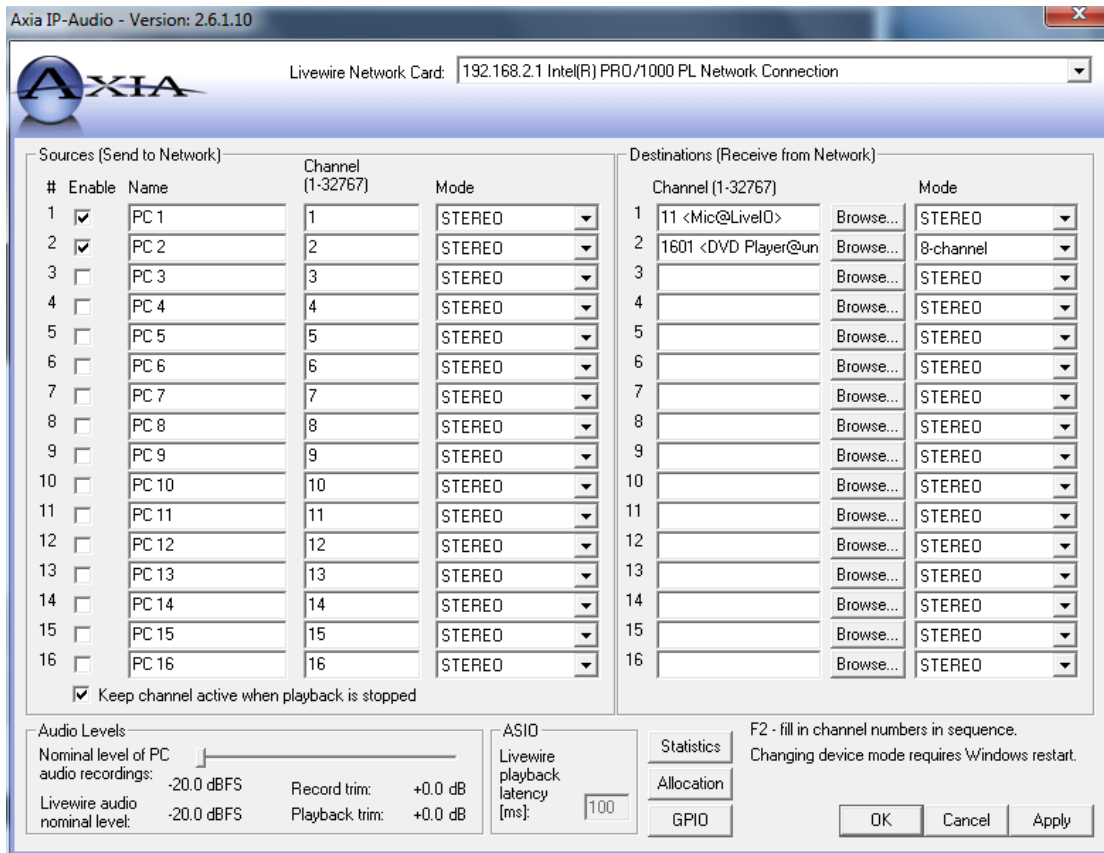 Axia IP-Audio - Version: 2.6.1.10
AXIA
Livewire Network Card: 192.168.2.1 Intel(R) PRO/1000 PL Network Connection
Sources (Send to Network)
# Enable Name Channel (1-32767) Mode
1 PC 1 1 STEREO
2 PC 2 2 STEREO
3 PC 3 3 STEREO
4 PC 4 4 STEREO
5 PC 5 5 STEREO
6 PC 6 6 STEREO
7 PC 7 7 STEREO
8 PC 8 8 STEREO
9 PC 9 9 STEREO
10 PC 10 10 STEREO
11 PC 11 11 STEREO
12 PC 12 12 STEREO
13 PC 13 13 STEREO
14 PC 14 14 STEREO
15 PC 15 15 STEREO
16 PC 16 16 STEREO
Keep channel active when playback is stopped
Destinations (Receive from Network)
Channel (1-32767) Mode
1 11 <Mic@LiveIO> Browse... STEREO
2 1601 <DVD Player@un Browse... 8-channel
3 Browse... STEREO
4 Browse... STEREO
5 Browse... STEREO
6 Browse... STEREO
7 Browse... STEREO
8 Browse... STEREO
9 Browse... STEREO
10 Browse... STEREO
11 Browse... STEREO
12 Browse... STEREO
13 Browse... STEREO
14 Browse... STEREO
15 Browse... STEREO
16 Browse... STEREO
Audio Levels
Nominal level of PC
audio recordings: -20.0 dBFS Record trim: +0.0 dB
Livewire audio
nominal level: -20.0 dBFS Playback trim: +0.0 dB
ASIO
Livewire
playback
latency
[ms]: 100
Statistics
Allocation
GPIO
F2 - fill in channel numbers in sequence.
Changing device mode requires Windows restart.
OK Cancel Apply